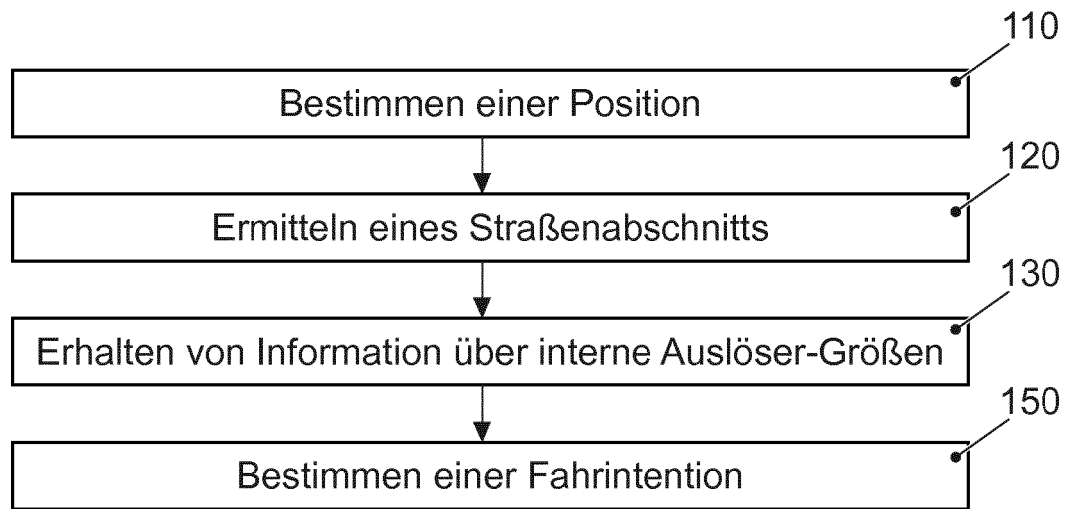 110
Bestimmen einer Position
120
Ermitteln eines Straßenabschnitts
130
Erhalten von Information über interne Auslöser-Größen
150
Bestimmen einer Fahrintention